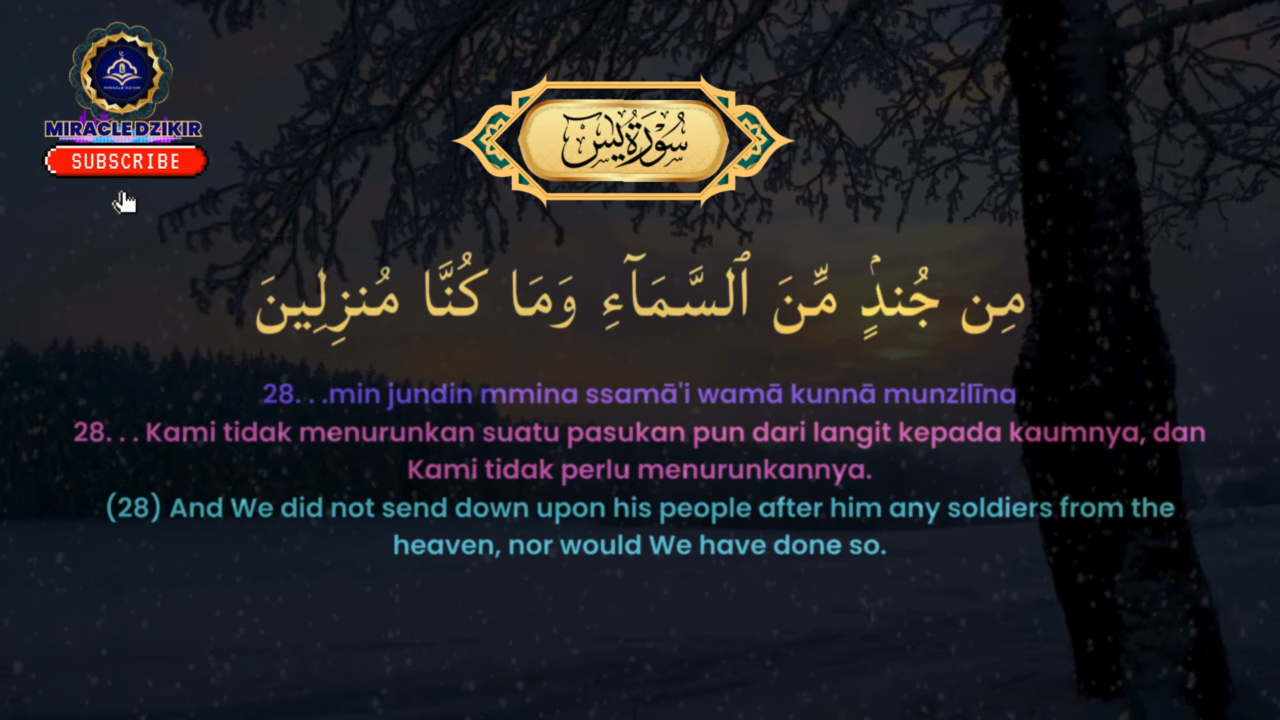 MIRACLE DZIKIR
SUBSCRIBE
سُورَةُ يسٓ
مِن جُندٍۢ مِّنَ ٱلسَّمَآءِ وَمَا كُنَّا مُنزِلِينَ
28. . .min jundin mmina ssamā'i wamā kunnā munzilīna
28. . . Kami tidak menurunkan suatu pasukan pun dari langit kepada kaumnya, dan
Kami tidak perlu menurunkannya.
(28) And We did not send down upon his people after him any soldiers from the
heaven, nor would We have done so.